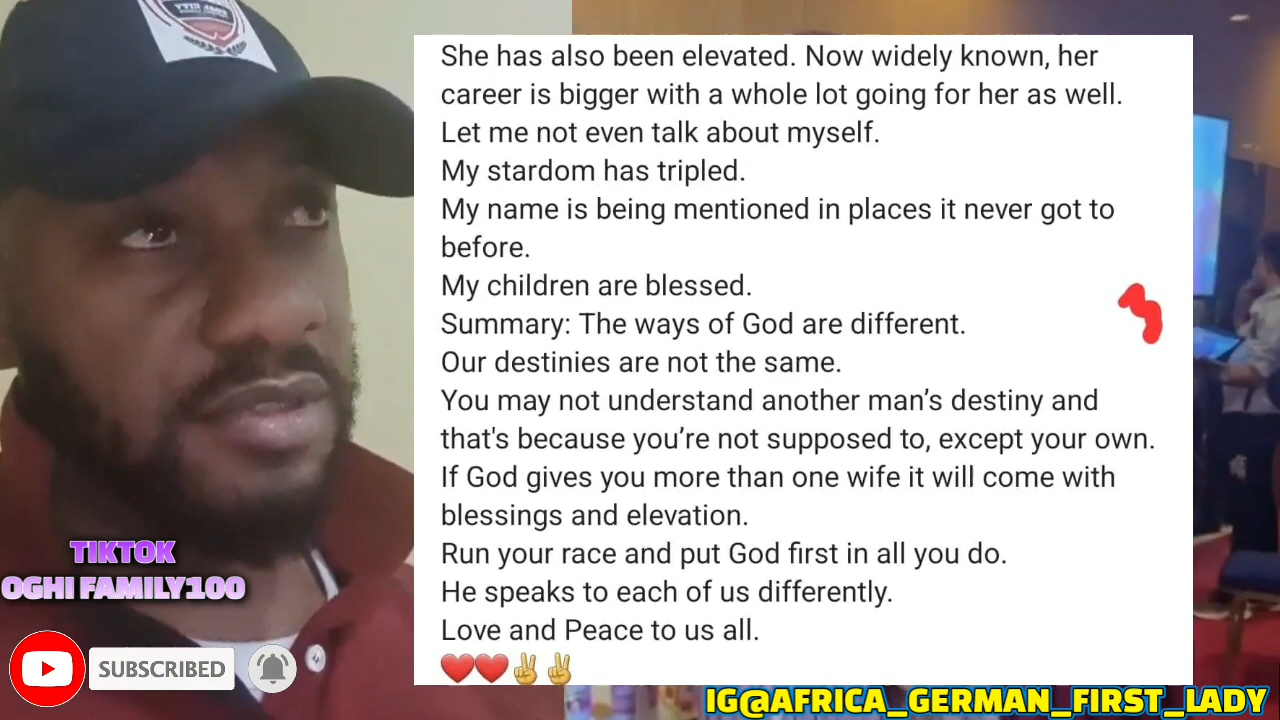 She has also been elevated. Now widely known, her
career is bigger with a whole lot going for her as well.
Let me not even talk about myself.
My stardom has tripled.
My name is being mentioned in places it never got to
before.
My children are blessed.
Summary: The ways of God are different.
Our destinies are not the same.
You may not understand another man’s destiny and
that's because you’re not supposed to, except your own.
If God gives you more than one wife it will come with
blessings and elevation.
Run your race and put God first in all you do.
He speaks to each of us differently.
Love and Peace to us all.
❤️❤️✌️✌️
TIKTOK
OGHI FAMILY100
SUBSCRIBED
IG@AFRICA_GERMAN_FIRST_LADY